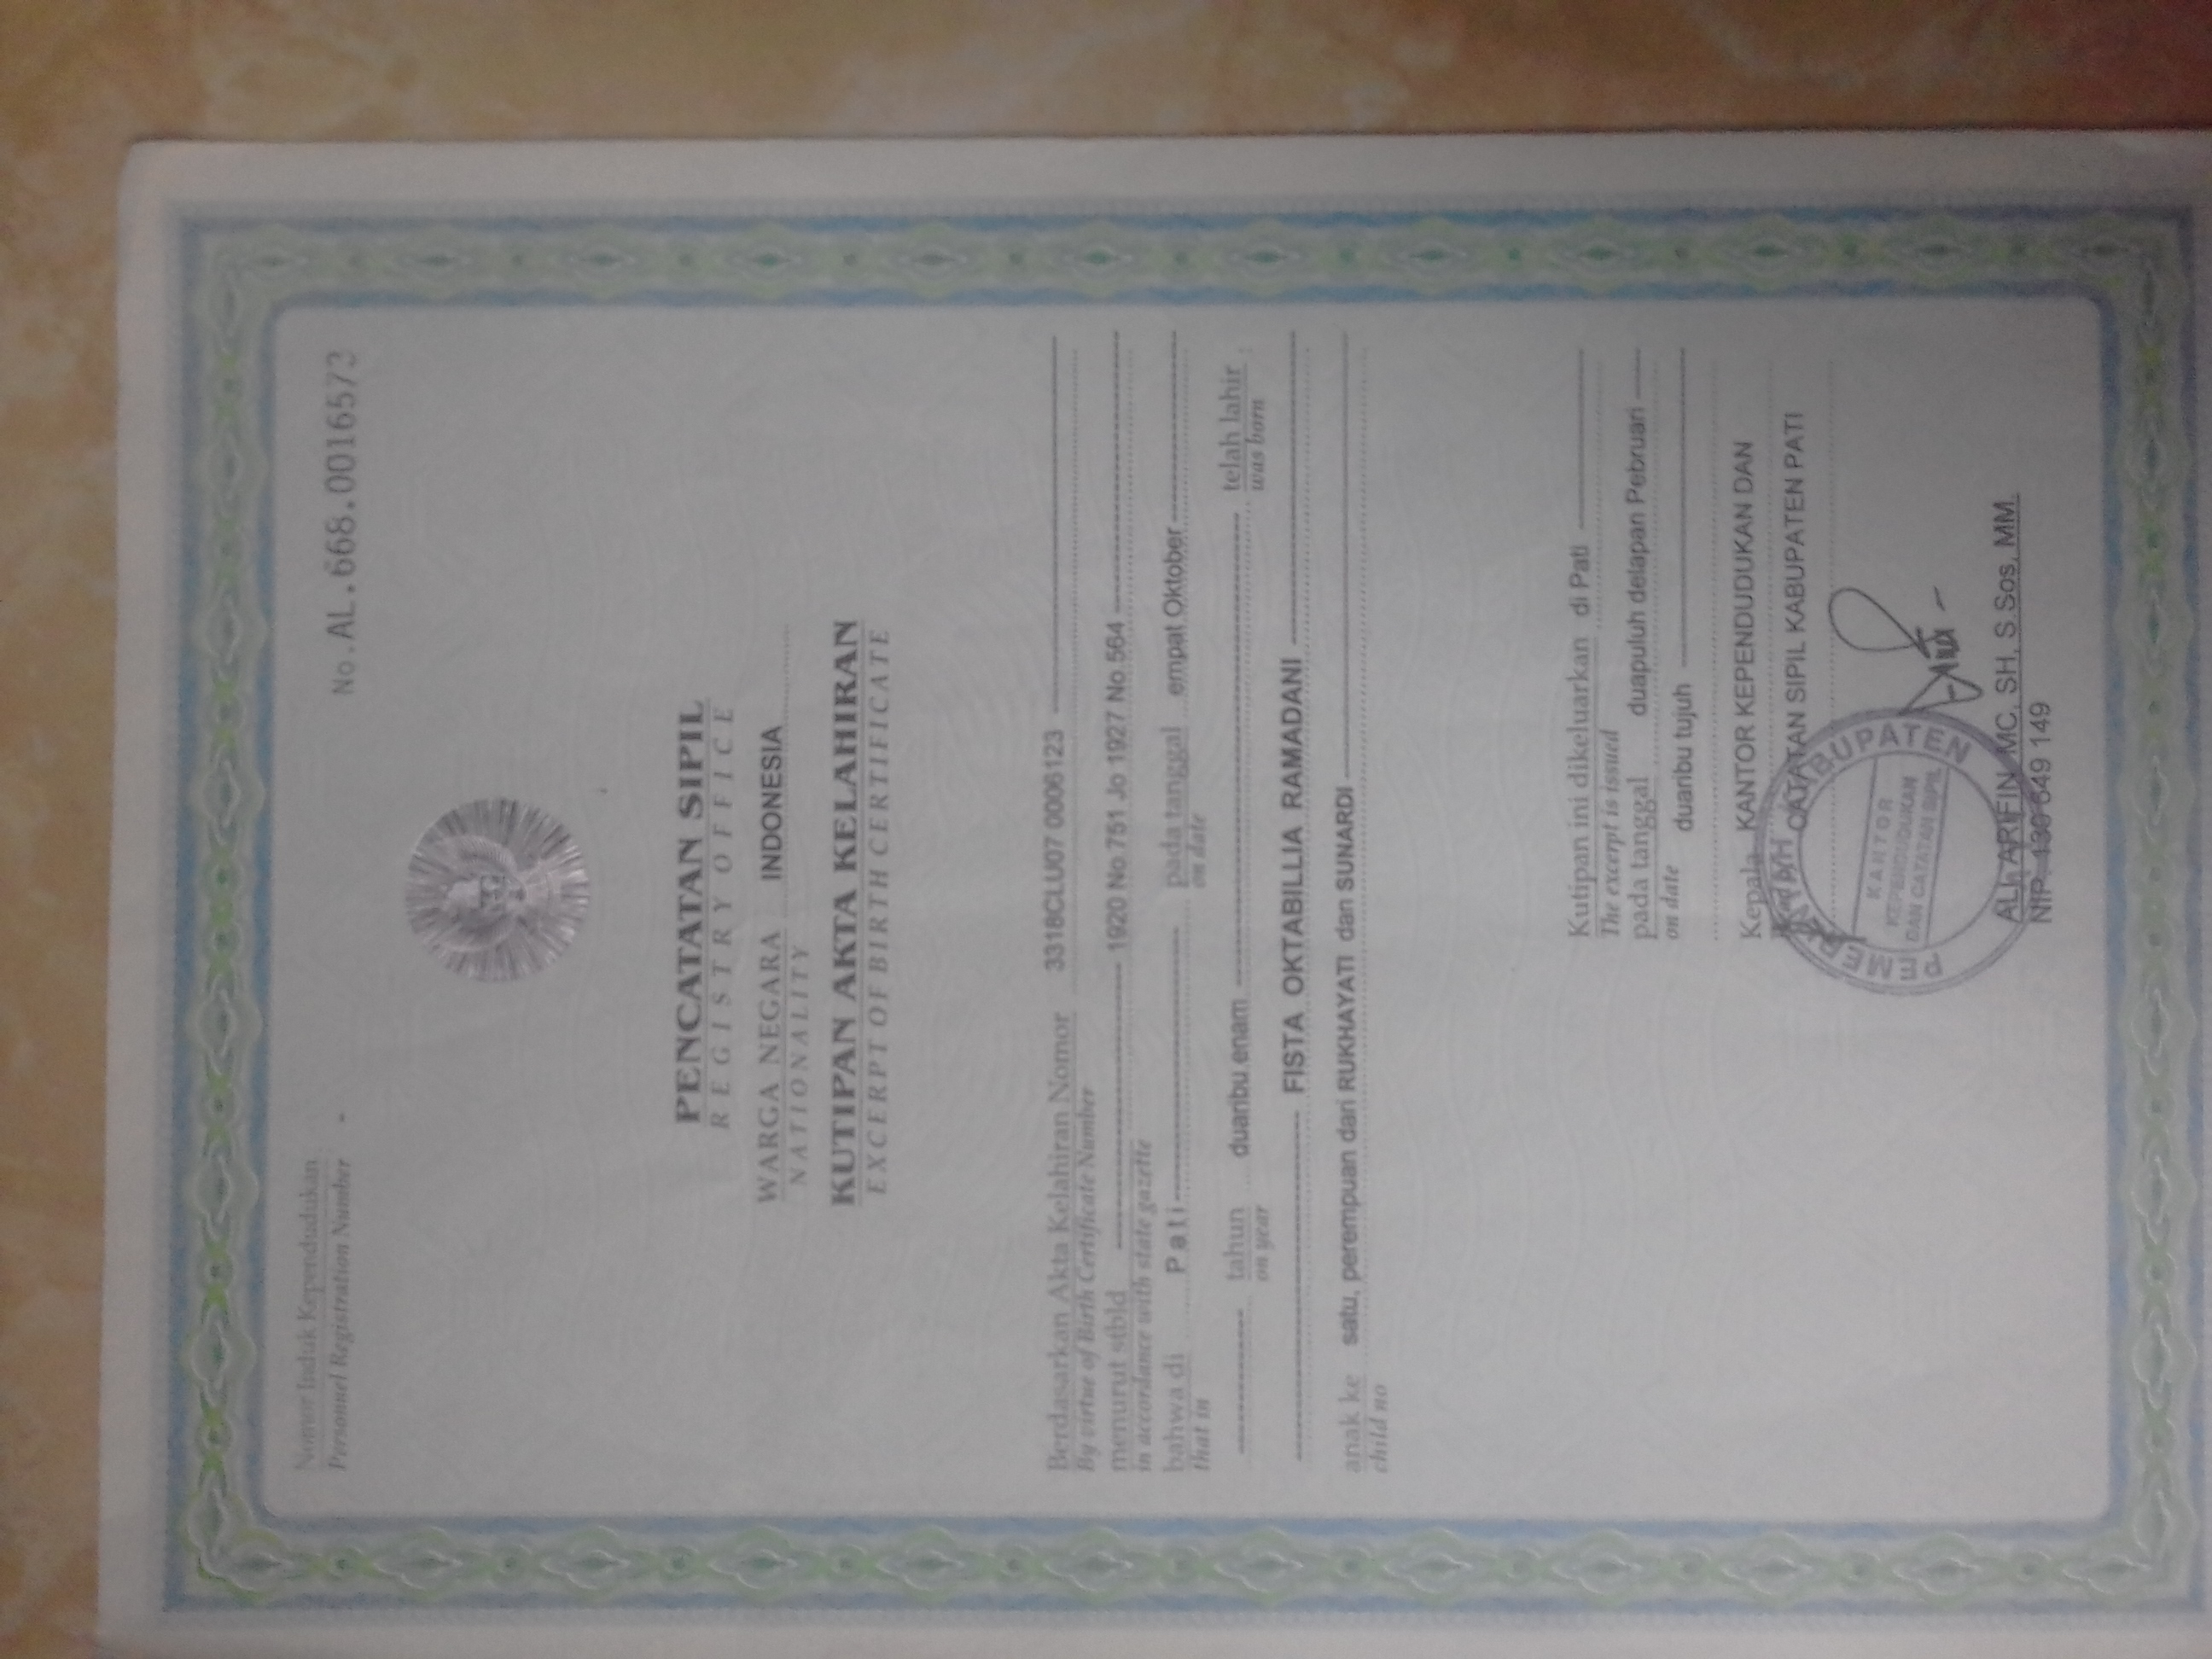 Nomor Induk Kependudukan
Personnel Registration Number -
No.AL.668.0016573
PENCATATAN SIPIL
REGISTRY OFFICE
WARGA NEGARA INDONESIA
NATIONALITY
KUTIPAN AKTA KELAHIRAN
EXCERPT OF BIRTH CERTIFICATE
Berdasarkan Akta Kelahiran Nomor 3318CLU07 0006123
By virtue of Birth Certificate Number
menurut stbld 1920 No.751 Jo 1927 No.564
in accordance with state gazette
bahwa di Pati pada tanggal empat Oktober
that in on date
tahun duaribu enam telah lahir
on year was born
FISTA OKTABILLIA RAMADANI
anak ke satu, perempuan dari RUKHAYATI dan SUNARDI
child no
Kutipan ini dikeluarkan di Pati
The excerpt is issued
pada tanggal duapuluh delapan Pebruari
on date duaribu tujuh
Kepala KANTOR KEPENDUDUKAN DAN
CATATAN SIPIL KABUPATEN PATI
PEMERINTAH KABUPATEN
KANTOR
KEPENDUDUKAN
DAN CATATAN SIPIL
ALI ARIFIN, MC, SH, S.Sos, MM.
NIP. 130 649 149